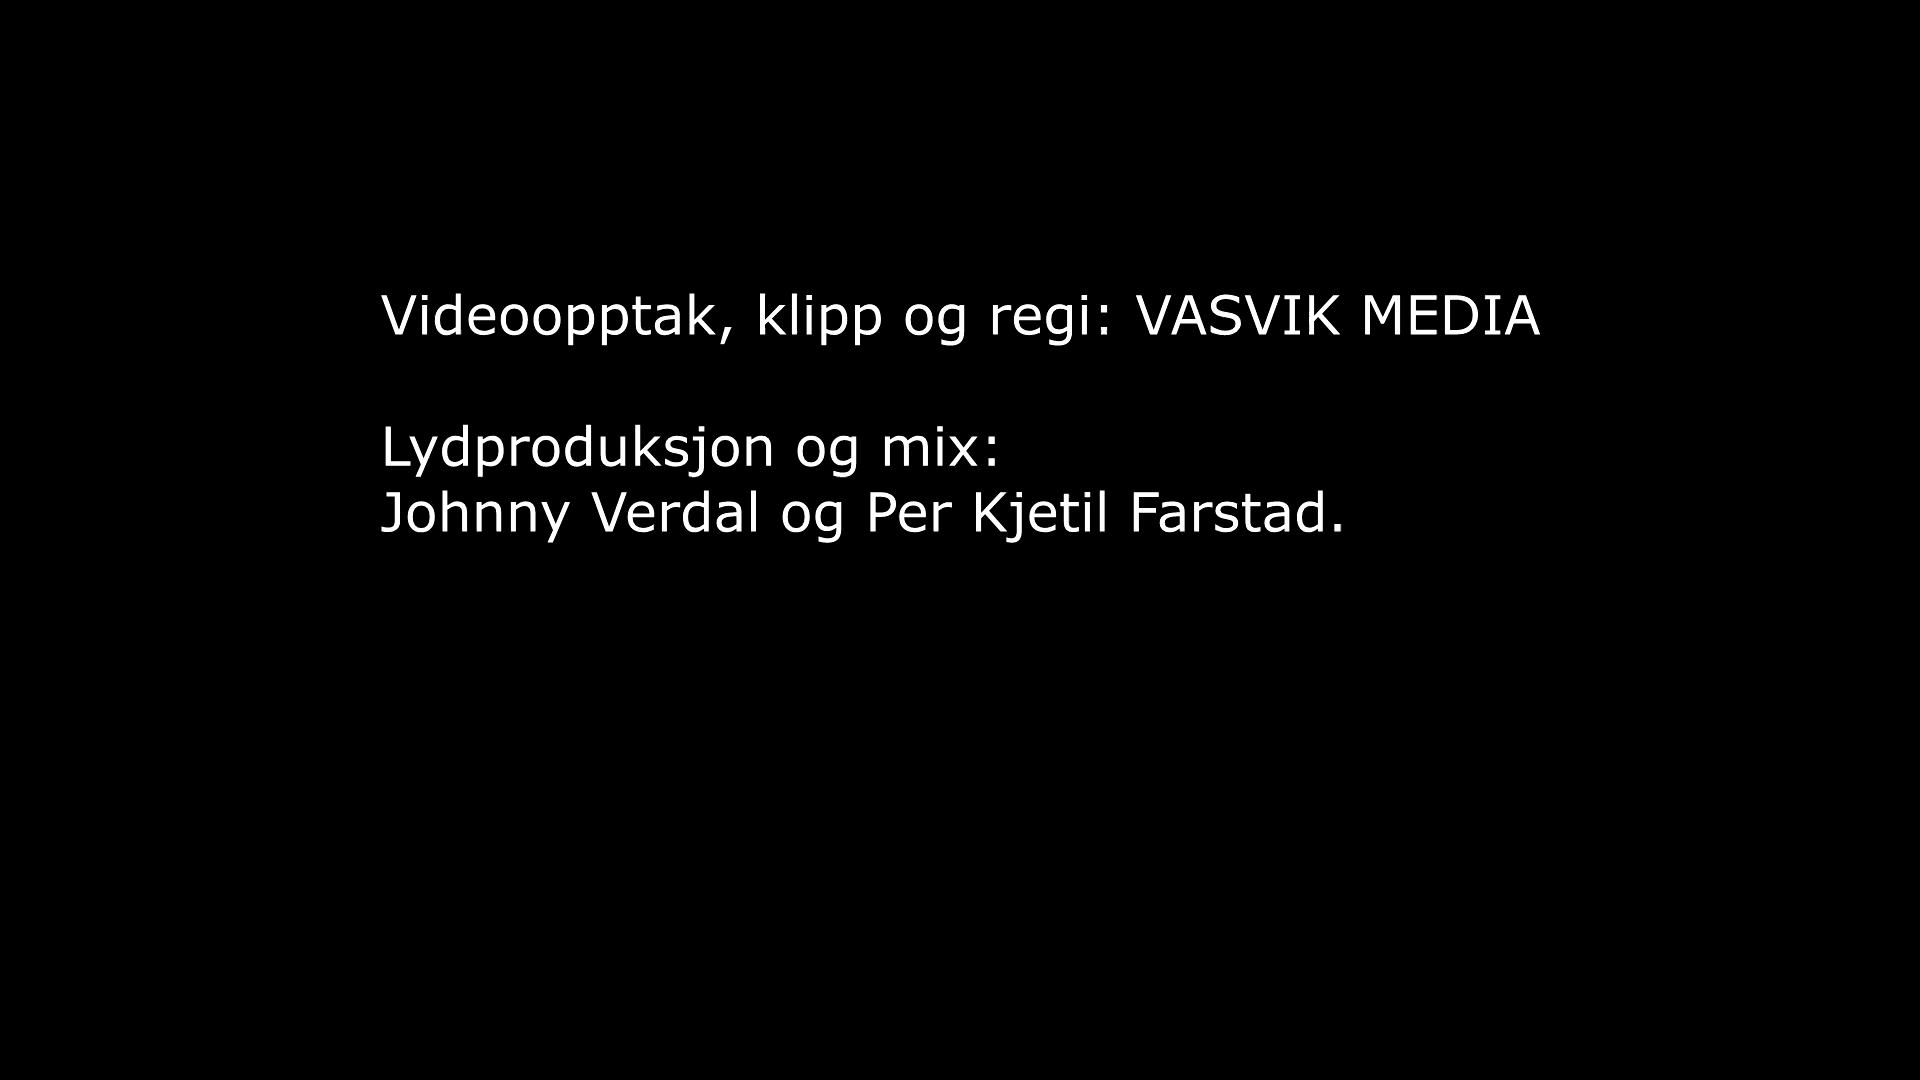 Videoopptak, klipp og regi: VASVIK MEDIA
Lydproduksjon og mix:
Johnny Verdal og Per Kjetil Farstad.